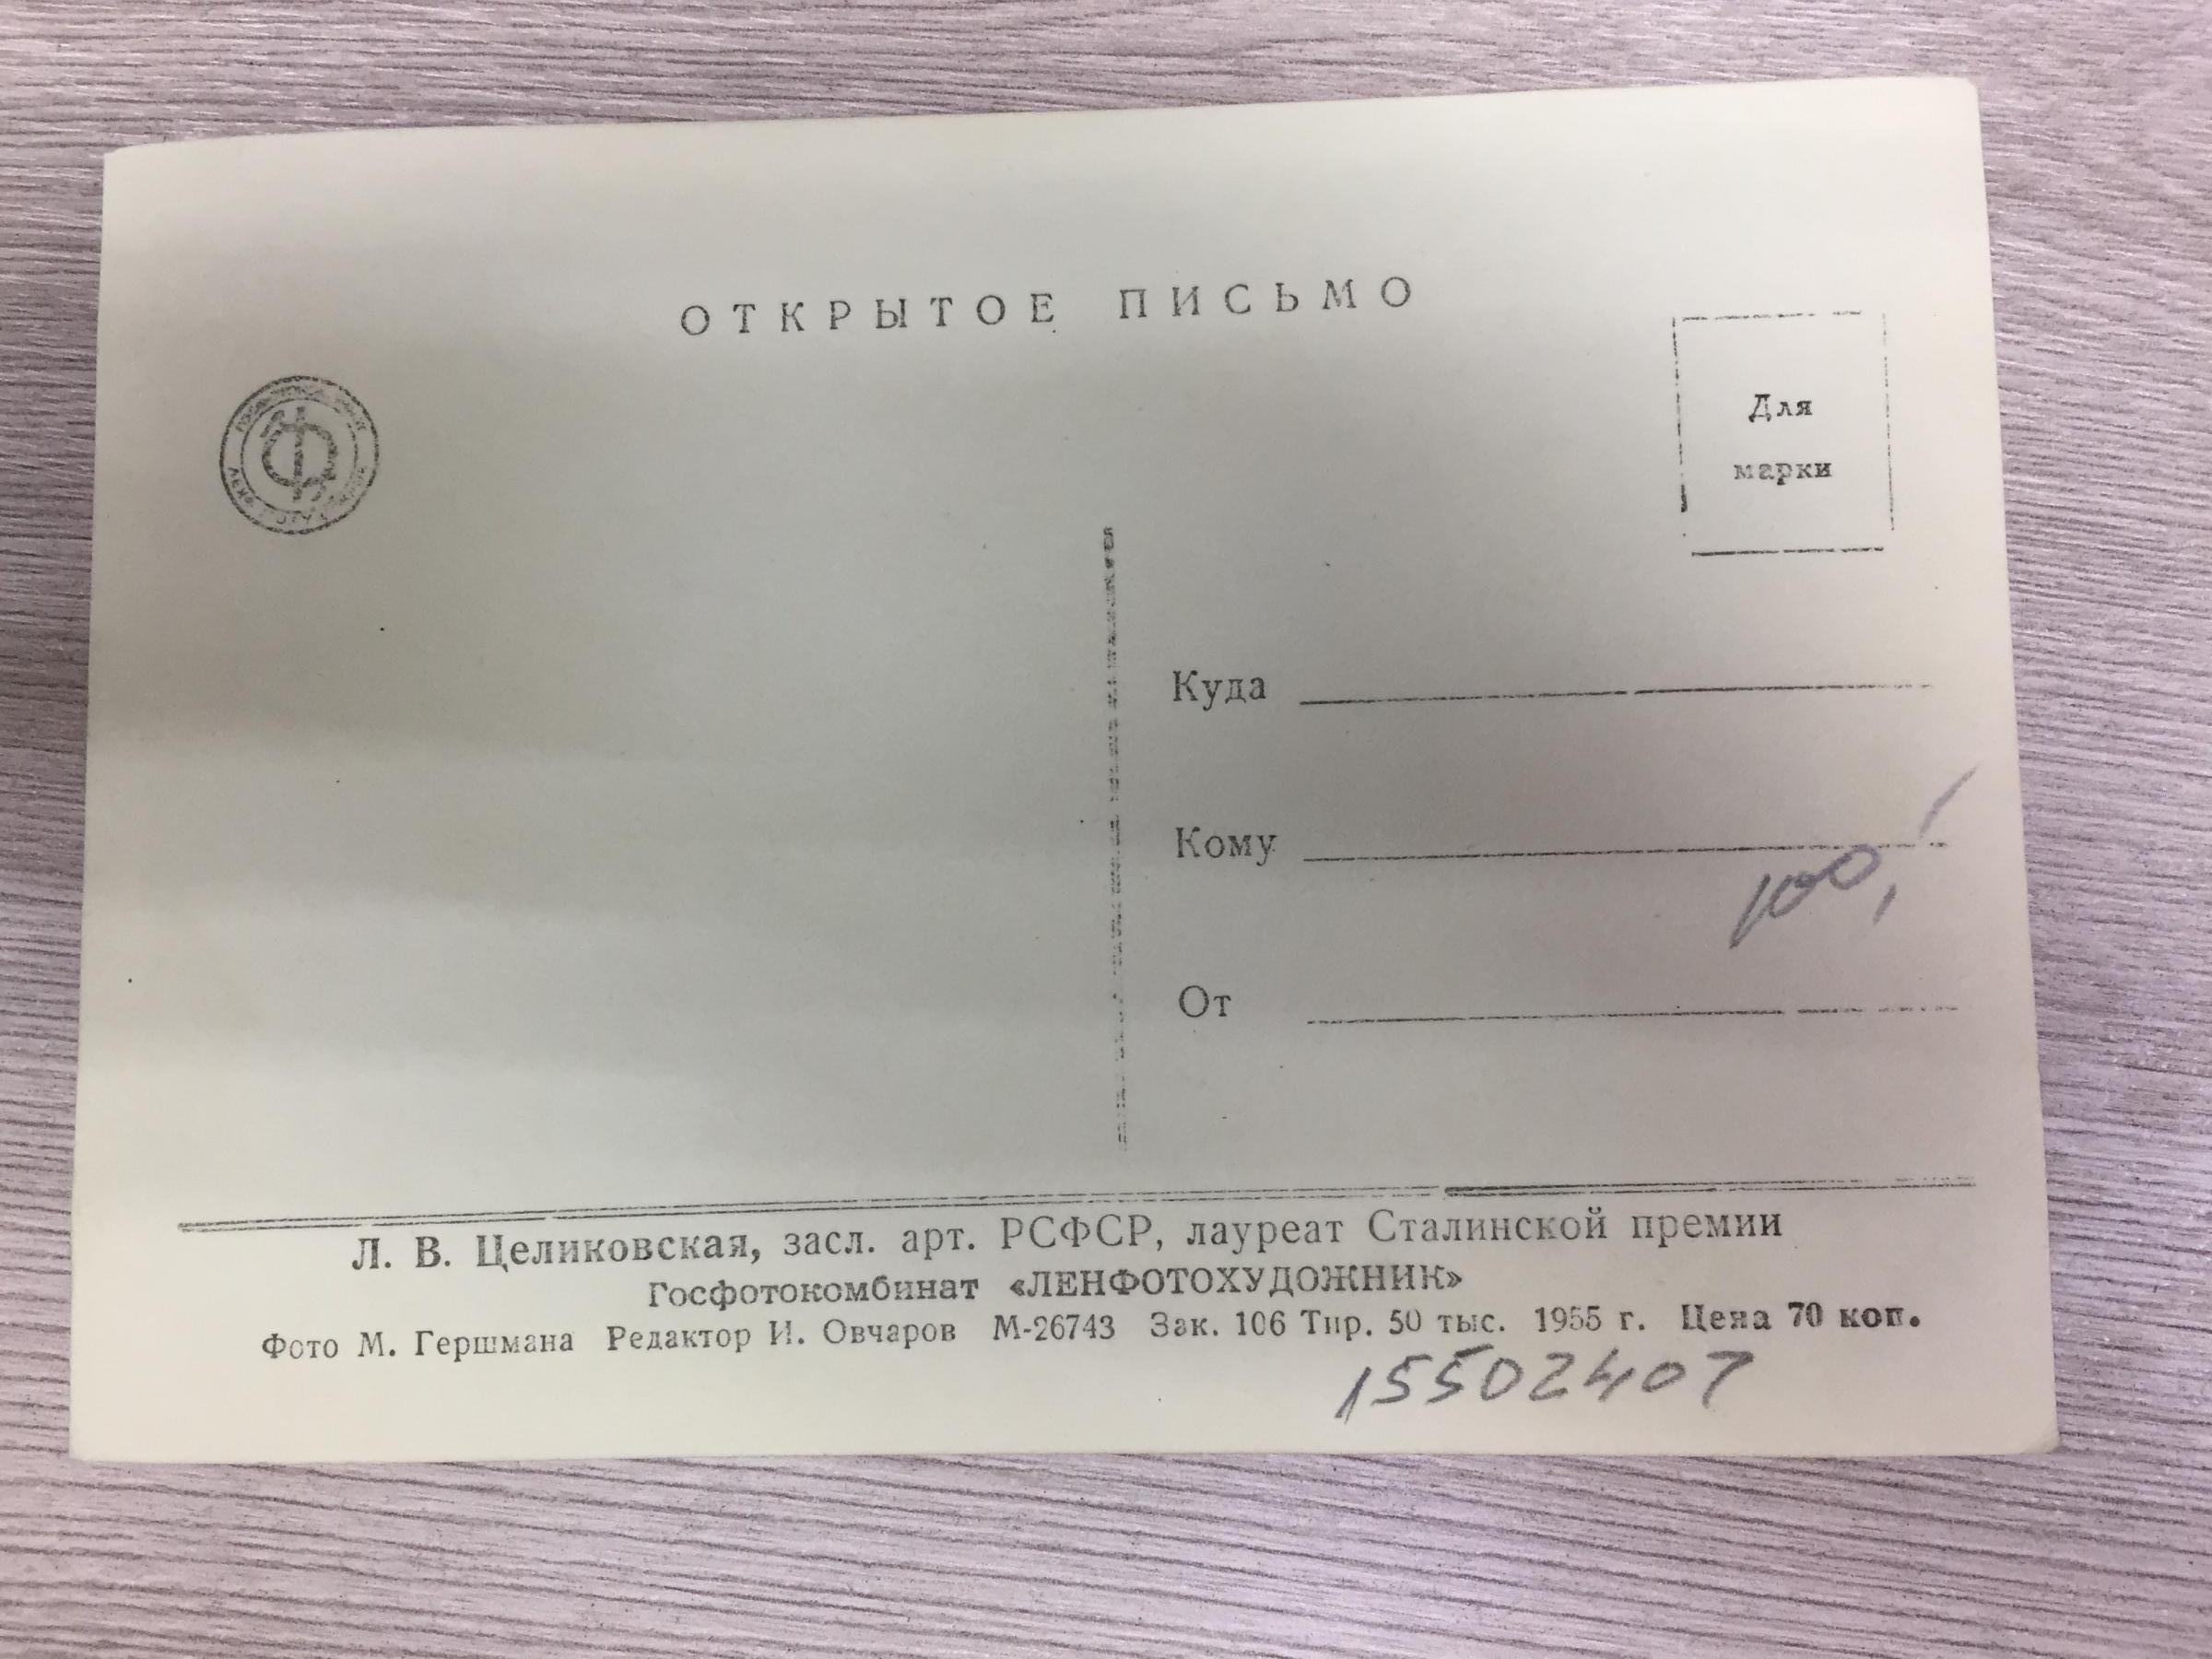 ОТКРЫТОЕ ПИСЬМО
Для
марки
Куда
Кому
100,
От
Л. В. Целиковская, засл. арт. РСФСР, лауреат Сталинской премии
Госфотокомбинат «ЛЕНФОТОХУДОЖНИК»
Фото М. Гершмана Редактор И. Овчаров М-26743 Зак. 106 Тир. 50 тыс. 1955 г. Цена 70 коп.
15502407